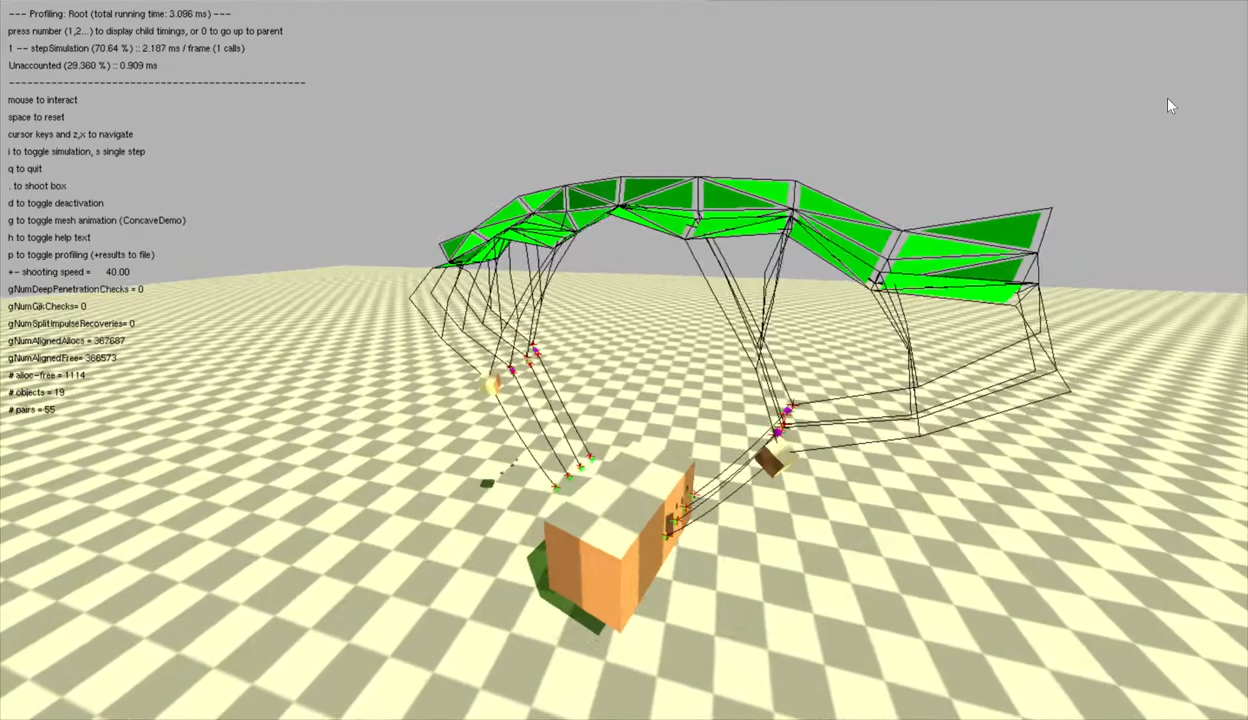 --- Profiling: Root (total running time: 3.096 ms) ---
press number (1,2...) to display child timings, or 0 to go up to parent
1 -- stepSimulation (70.64 %) :: 2.187 ms / frame (1 calls)
Unaccounted (29.360 %) :: 0.909 ms
-------------------------------------------------
mouse to interact
space to reset
cursor keys and z,x to navigate
i to toggle simulation, s single step
q to quit
. to shoot box
d to toggle deactivation
g to toggle mesh animation (ConcaveDemo)
h to toggle help text
p to toggle profiling (+results to file)
+- shooting speed = 40.00
gNumDeepPenetrationChecks = 0
gNumGjkChecks= 0
gNumSplitImpulseRecoveries= 0
gNumAlignedAllocs = 367687
gNumAlignedFree= 366573
# alloc-free = 1114
# objects = 19
# pairs = 55